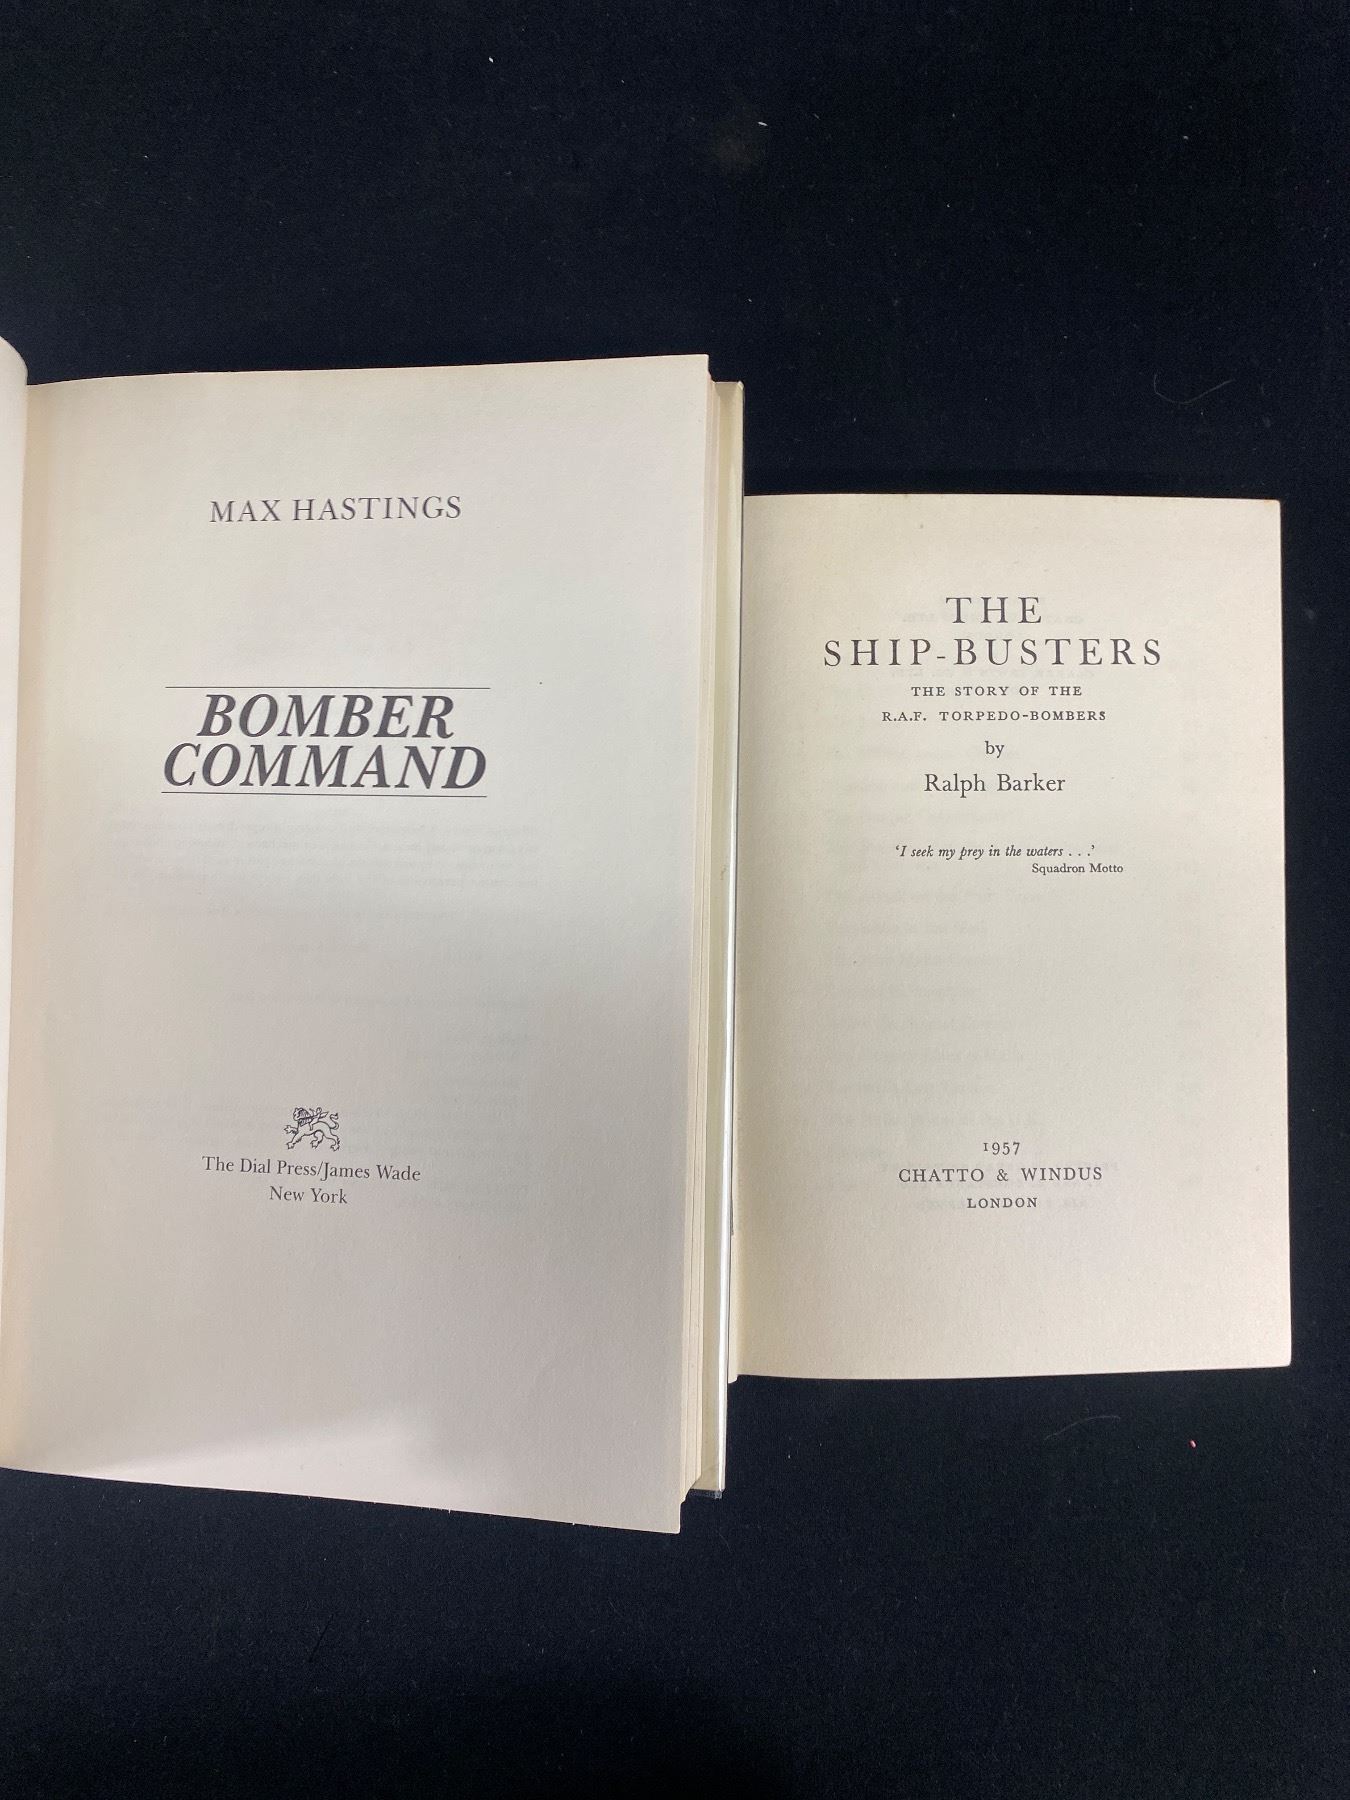 MAX HASTINGS
BOMBER
COMMAND
The Dial Press/James Wade
New York
THE
SHIP-BUSTERS
THE STORY OF THE
R.A.F. TORPEDO-BOMBERS
by
Ralph Barker
‘I seek my prey in the waters . . .’
Squadron Motto
1957
CHATTO & WINDUS
LONDON